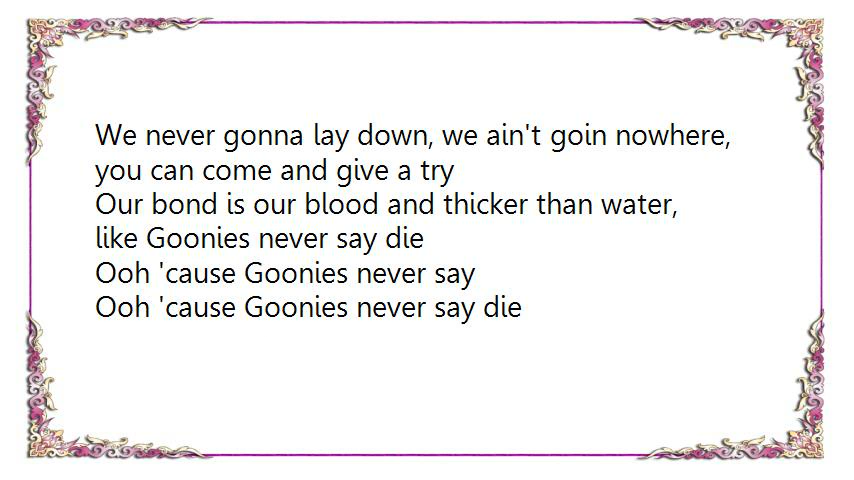 We never gonna lay down, we ain't goin nowhere,
you can come and give a try
Our bond is our blood and thicker than water,
like Goonies never say die
Ooh 'cause Goonies never say
Ooh 'cause Goonies never say die